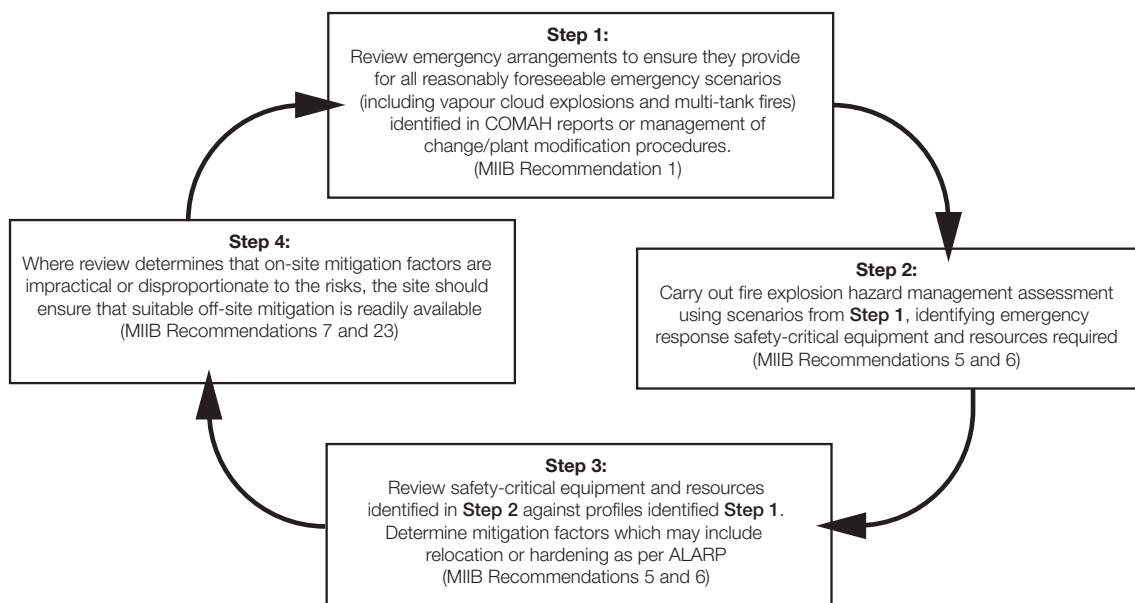 Step 1:
Review emergency arrangements to ensure they provide
for all reasonably foreseeable emergency scenarios
(including vapour cloud explosions and multi-tank fires)
identified in COMAH reports or management of
change/plant modification procedures.
(MIIB Recommendation 1)
Step 2:
Carry out fire explosion hazard management assessment
using scenarios from Step 1, identifying emergency
response safety-critical equipment and resources required
(MIIB Recommendations 5 and 6)
Step 3:
Review safety-critical equipment and resources
identified in Step 2 against profiles identified Step 1.
Determine mitigation factors which may include
relocation or hardening as per ALARP
(MIIB Recommendations 5 and 6)
Step 4:
Where review determines that on-site mitigation factors are
impractical or disproportionate to the risks, the site should
ensure that suitable off-site mitigation is readily available
(MIIB Recommendations 7 and 23)